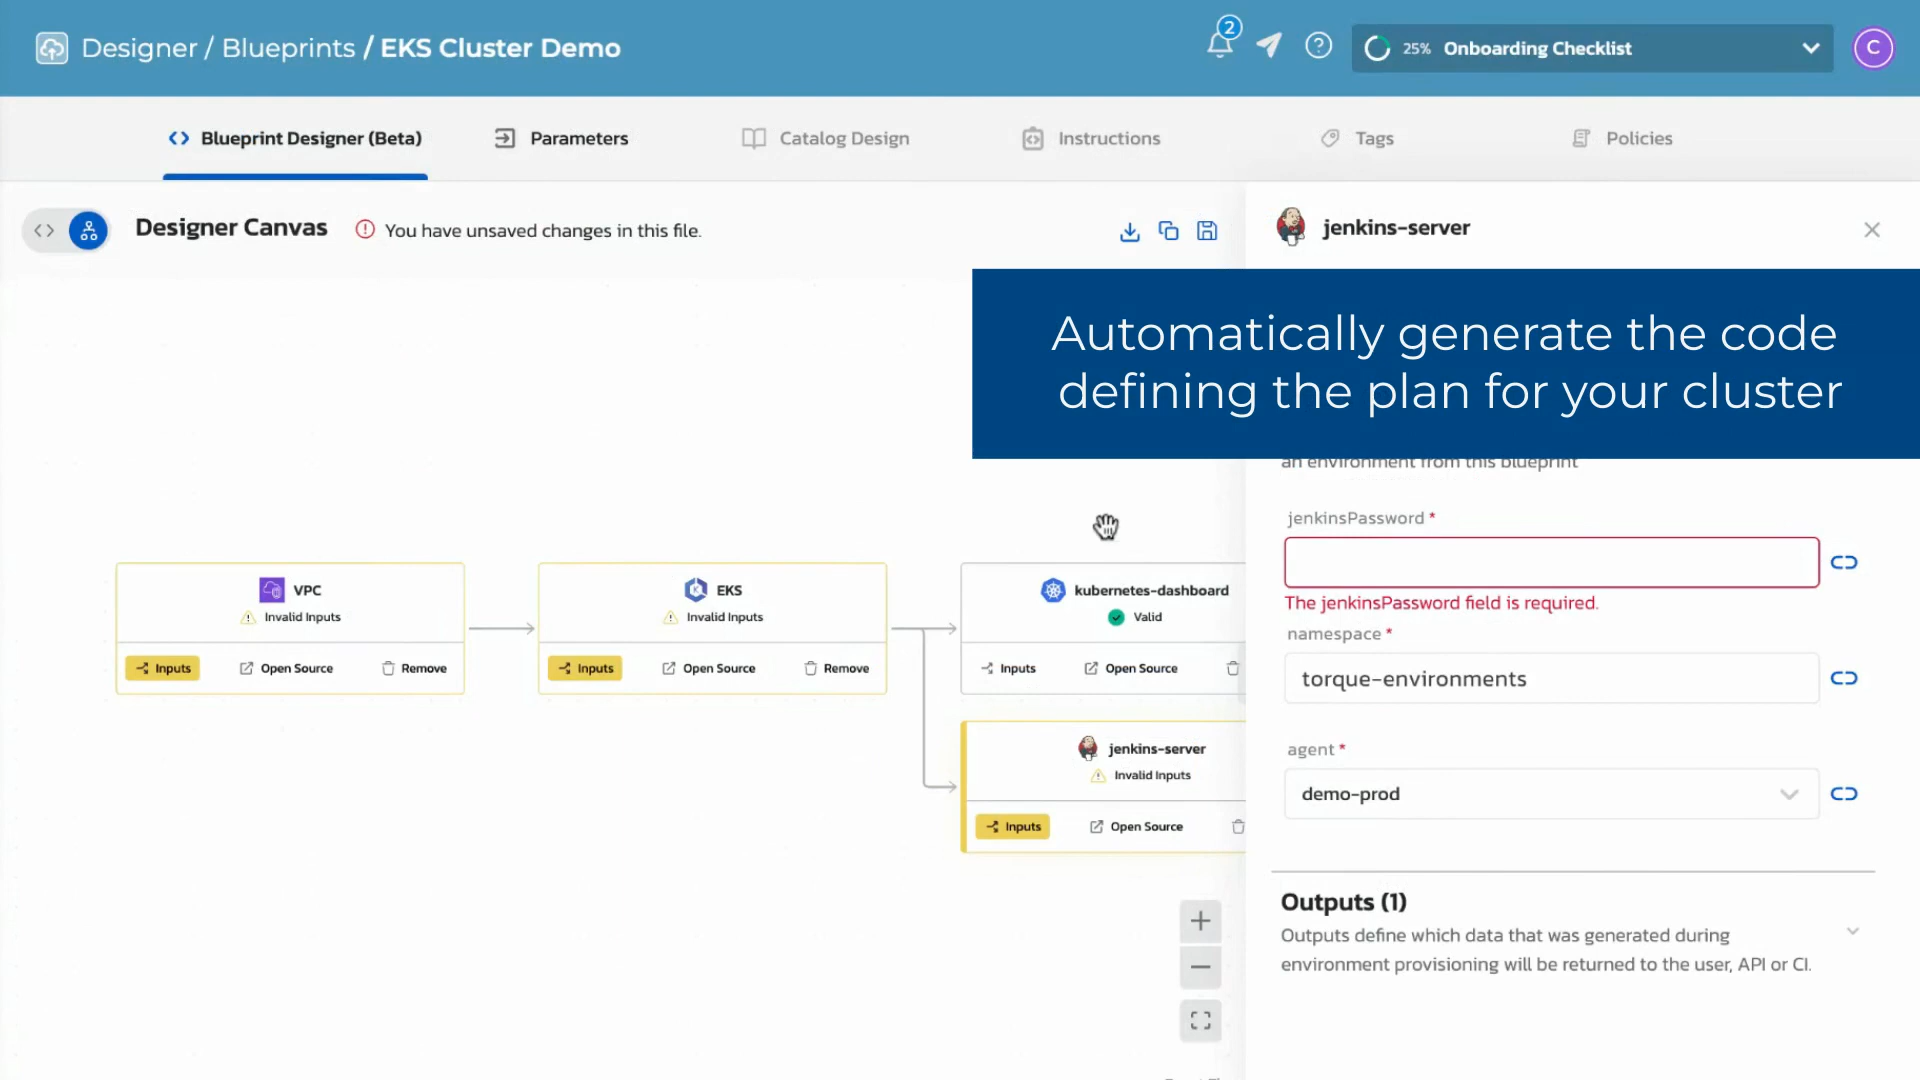 Designer / Blueprints / EKS Cluster Demo
2
25% Onboarding Checklist
C
Blueprint Designer (Beta)
Parameters
Catalog Design
Instructions
Tags
Policies
Designer Canvas
You have unsaved changes in this file.
jenkins-server
Automatically generate the code
defining the plan for your cluster
an environment from this blueprint
jenkinsPassword *
The jenkinsPassword field is required.
namespace *
torque-environments
agent *
demo-prod
Outputs (1)
Outputs define which data that was generated during
environment provisioning will be returned to the user, API or CI.
VPC
Invalid Inputs
Inputs
Open Source
Remove
EKS
Invalid Inputs
Inputs
Open Source
Remove
kubernetes-dashboard
Valid
Inputs
Open Source
jenkins-server
Invalid Inputs
Inputs
Open Source